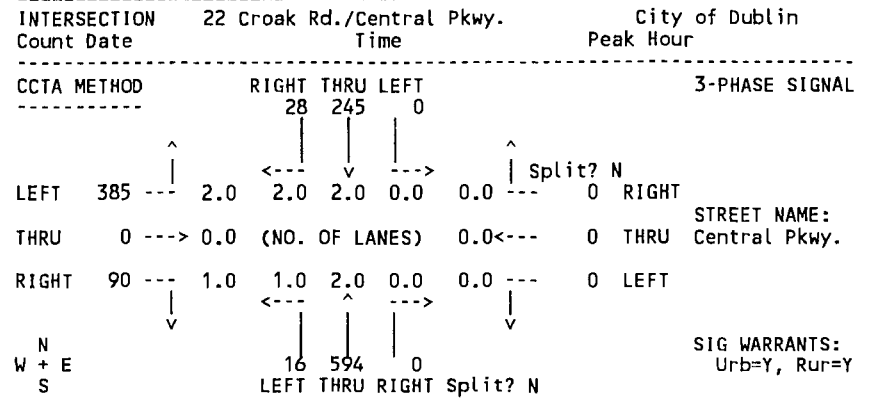 INTERSECTION 22 Croak Rd./Central Pkwy. City of Dublin
Count Date Time Peak Hour
--------------------------------------------------------------------------------
CCTA METHOD RIGHT THRU LEFT 3-PHASE SIGNAL
----------- 28 245 0
| | |
^ | | | ^
| <--- v ---> | Split? N
LEFT 385 --- 2.0 2.0 2.0 0.0 0.0 --- 0 RIGHT
STREET NAME:
THRU 0 ---> 0.0 (NO. OF LANES) 0.0<--- 0 THRU Central Pkwy.
RIGHT 90 --- 1.0 1.0 2.0 0.0 0.0 --- 0 LEFT
| <--- ^ ---> |
v | | | v
N | | | SIG WARRANTS:
W + E 16 594 0 Urb=Y, Rur=Y
S LEFT THRU RIGHT Split? N